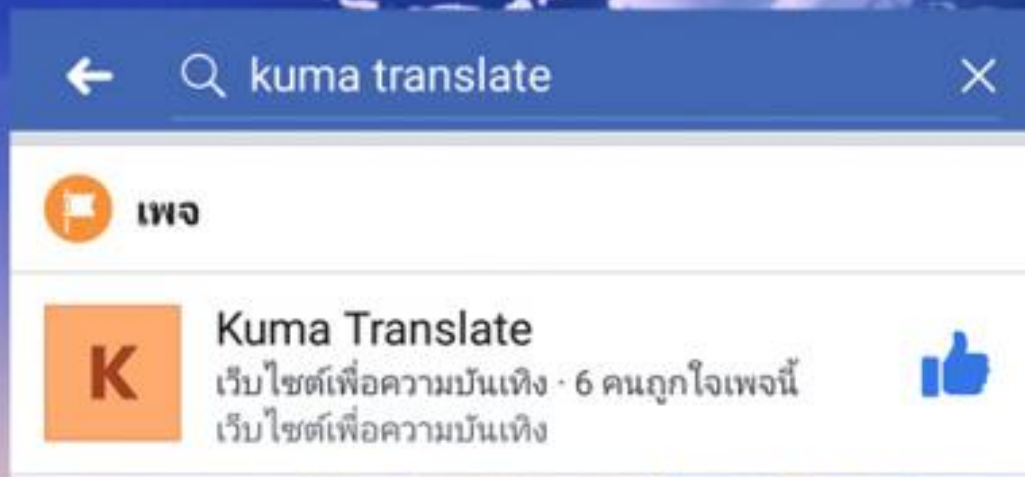 kuma translate
เพจ
K
Kuma Translate
เว็บไซต์เพื่อความบันเทิง · 6 คนถูกใจเพจนี้
เว็บไซต์เพื่อความบันเทิง